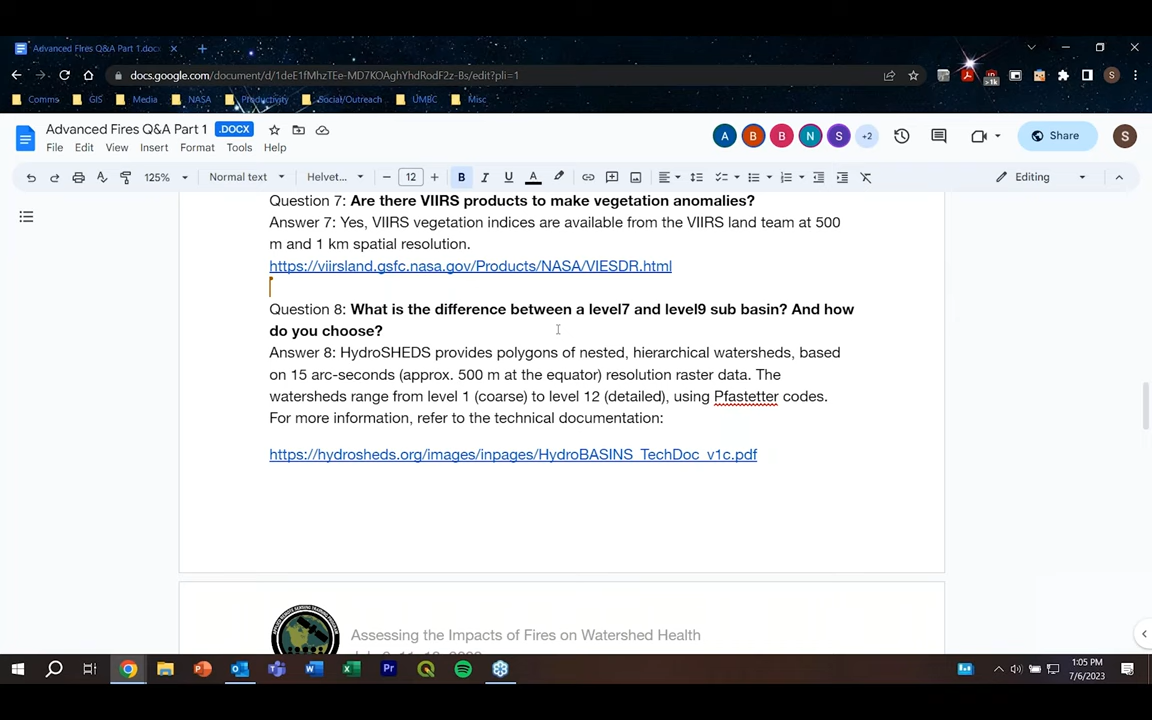 Advanced Fires Q&A Part 1.docx
docs.google.com/document/d/1deE1fMhzTEe-MD7KOAghYhdRodF2z-Bs/edit?pli=1
>1k
S
Comms
GIS
Media
NASA
Productivity
Social/Outreach
UMBC
Misc
Advanced Fires Q&A Part 1
.DOCX
File
Edit
View
Insert
Format
Tools
Help
A
B
B
N
S
+2
Share
S
125%
Normal text
Helvet...
12
B
I
U
A
Editing
Question 7: Are there VIIRS products to make vegetation anomalies?
Answer 7: Yes, VIIRS vegetation indices are available from the VIIRS land team at 500
m and 1 km spatial resolution.
https://viirsland.gsfc.nasa.gov/Products/NASA/VIESDR.html
Question 8: What is the difference between a level7 and level9 sub basin? And how
do you choose?
Answer 8: HydroSHEDS provides polygons of nested, hierarchical watersheds, based
on 15 arc-seconds (approx. 500 m at the equator) resolution raster data. The
watersheds range from level 1 (coarse) to level 12 (detailed), using Pfastetter codes.
For more information, refer to the technical documentation:
https://hydrosheds.org/images/inpages/HydroBASINS_TechDoc_v1c.pdf
Assessing the Impacts of Fires on Watershed Health
1:05 PM
7/6/2023